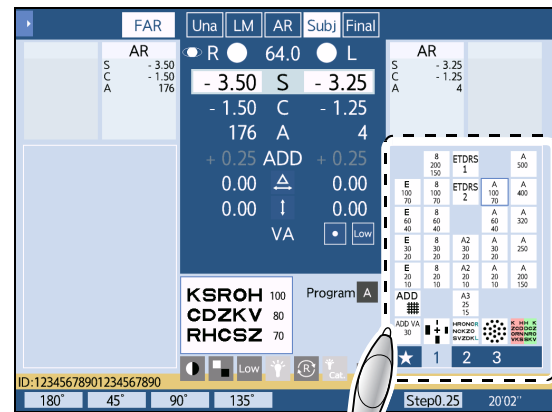 FAR Una LM AR Subj Final
AR
S - 3.50
C - 1.50
A 176
R 64.0 L
- 3.50 S - 3.25
- 1.50 C - 1.25
176 A 4
+ 0.25 ADD + 0.25
0.00 0.00
0.00 0.00
VA Low
AR
S - 3.25
C - 1.25
A 4
KSROH 100
CDZKV 80
RHCSZ 70
Program A
Low R Cat.
8 200 150 ETDRS 1 A 500
E 100 70 8 100 70 ETDRS 2 A 100 70 A 400
E 60 40 8 60 40 A 60 40 A 320
E 30 20 8 30 20 A2 30 20 A 30 20 A 250
E 20 10 8 20 10 A2 20 10 A 20 10 A 200 150
ADD A3 25 15
ADD VA 30 HRONCK NCKZO SVZDKL K HH K ZCOOCZ ORNNRO VKSSKV
1 2 3
ID:12345678901234567890
180° 45° 90° 135° Step0.25 20'02''